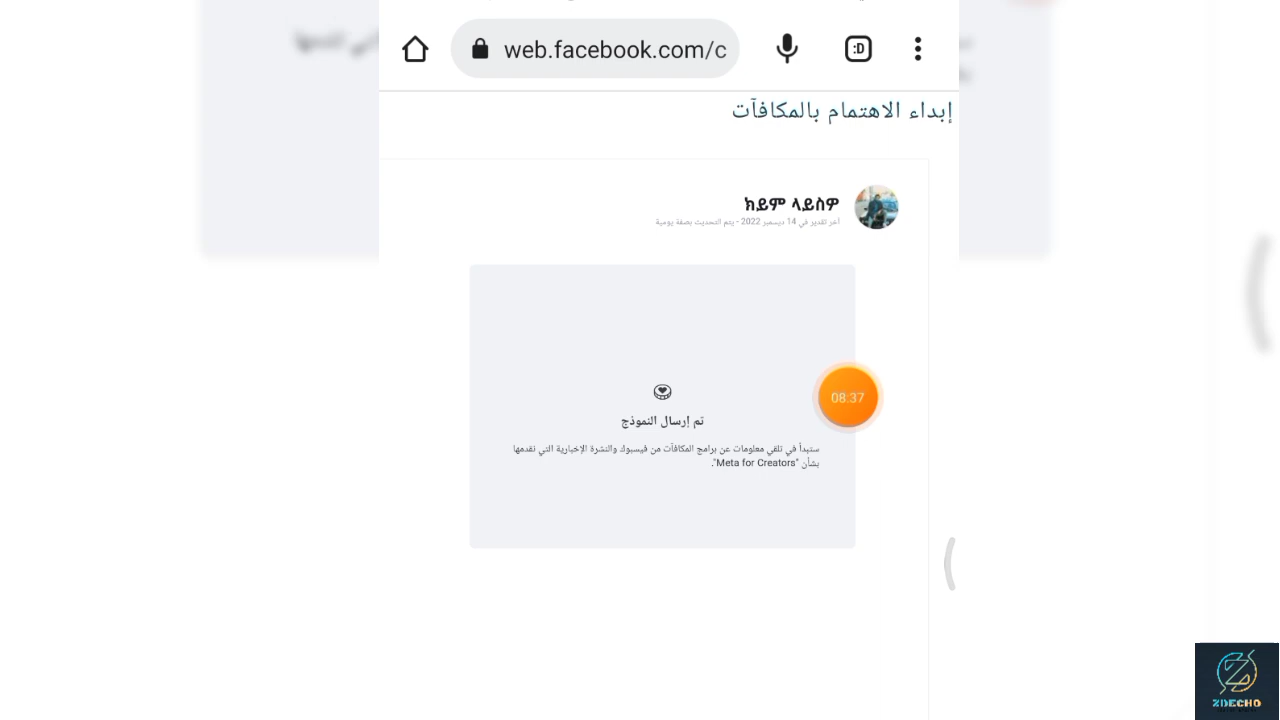 web.facebook.com/c
:D
إبداء الاهتمام بالمكافآت
ክይም ላይስዎ
آخر تقدير في 14 ديسمبر 2022 - يتم التحديث بصفة يومية
08:37
تم إرسال النموذج
ستبدأ في تلقي معلومات عن برامج المكافآت من فيسبوك والنشرة الإخبارية التي نقدمها
بشأن "Meta for Creators".
ZDECHO